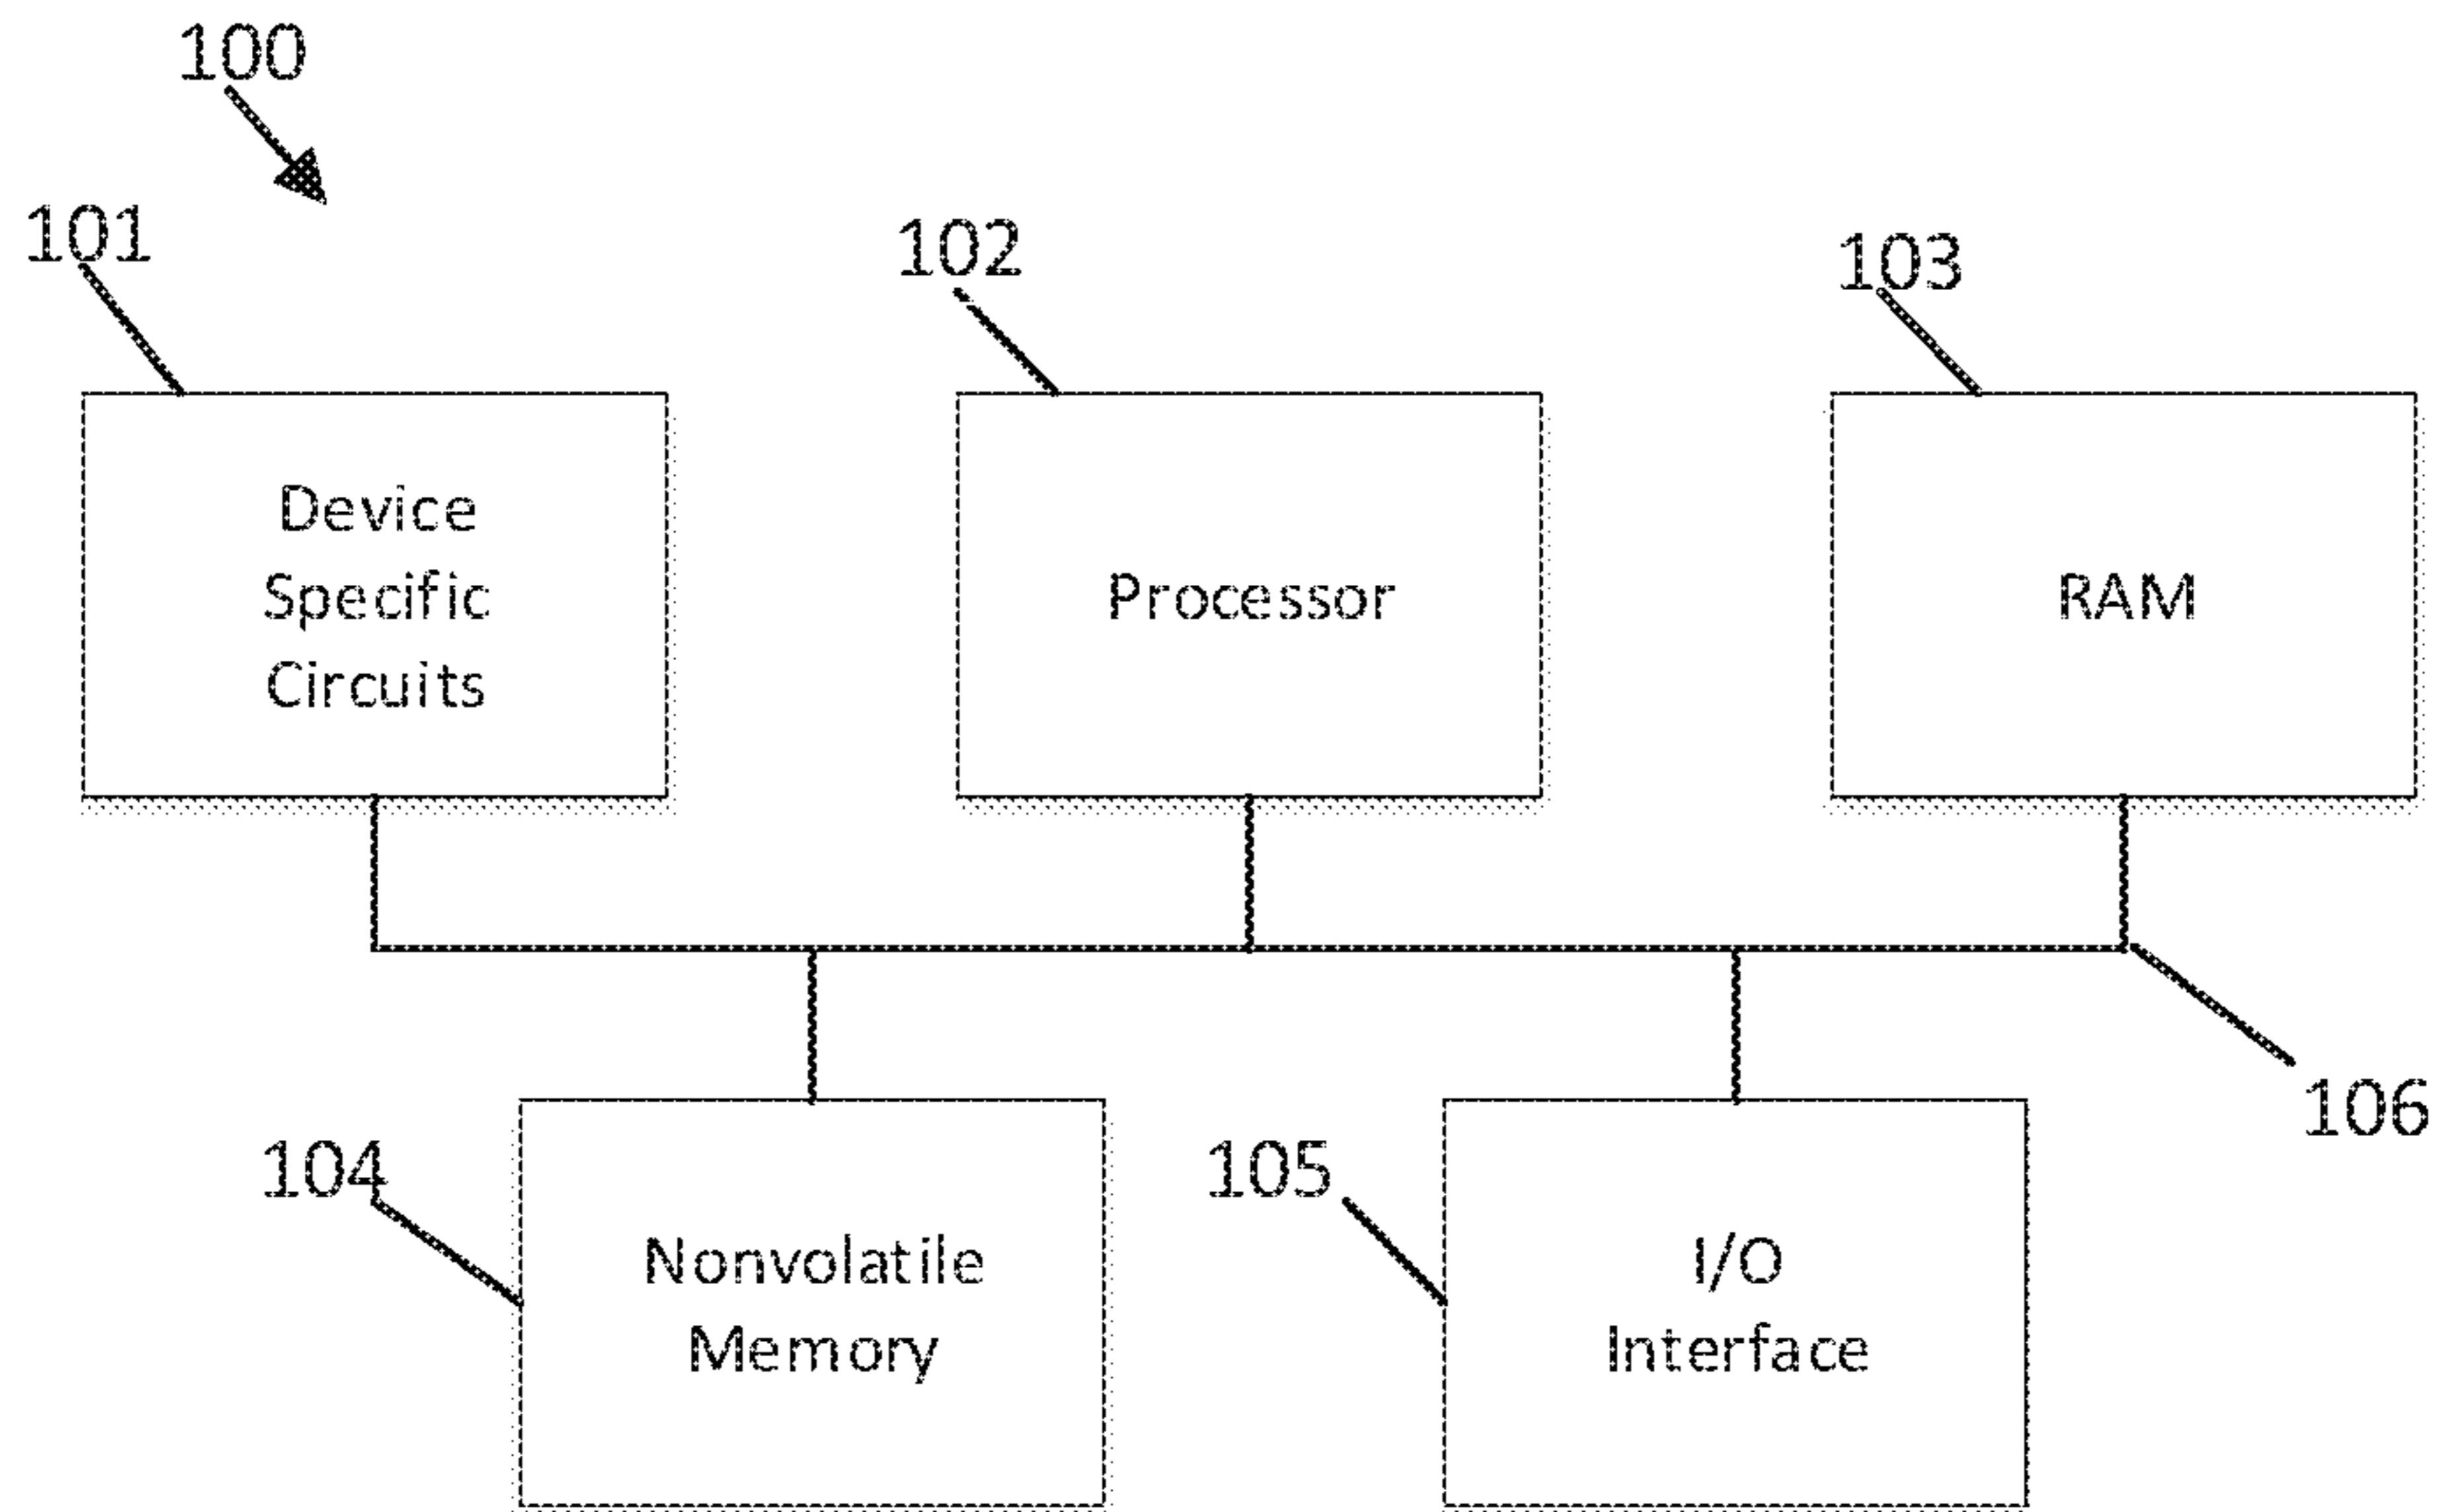 100
101
102
103
Device
Specific
Circuits
Processor
RAM
106
104
105
Nonvolatile
Memory
I/O
Interface